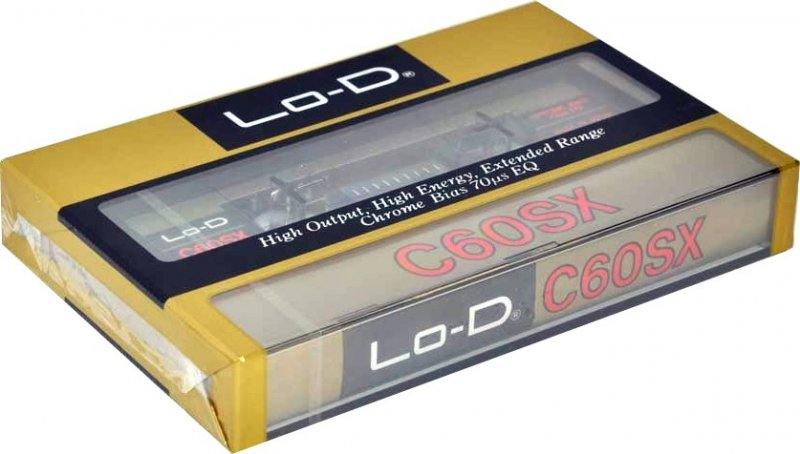 Lo-D®
Lo-D
C60SX
High Output, High Energy, Extended Range
Chrome Bias 70µs EQ
C60SX
Lo-D®
C60SX